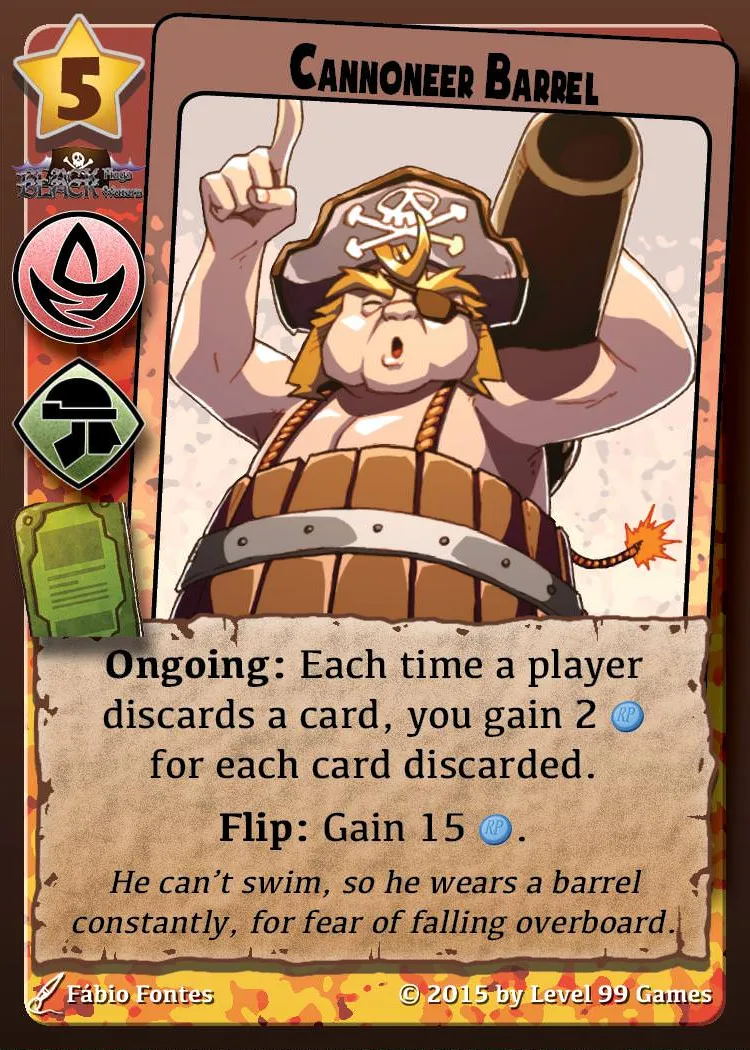 5
Cannoneer Barrel
BLACK
BLACK
Ongoing: Each time a player
discards a card, you gain 2 RP
for each card discarded.
Flip: Gain 15 RP.
He can't swim, so he wears a barrel
constantly, for fear of falling overboard.
Fábio Fontes
© 2015 by Level 99 Games